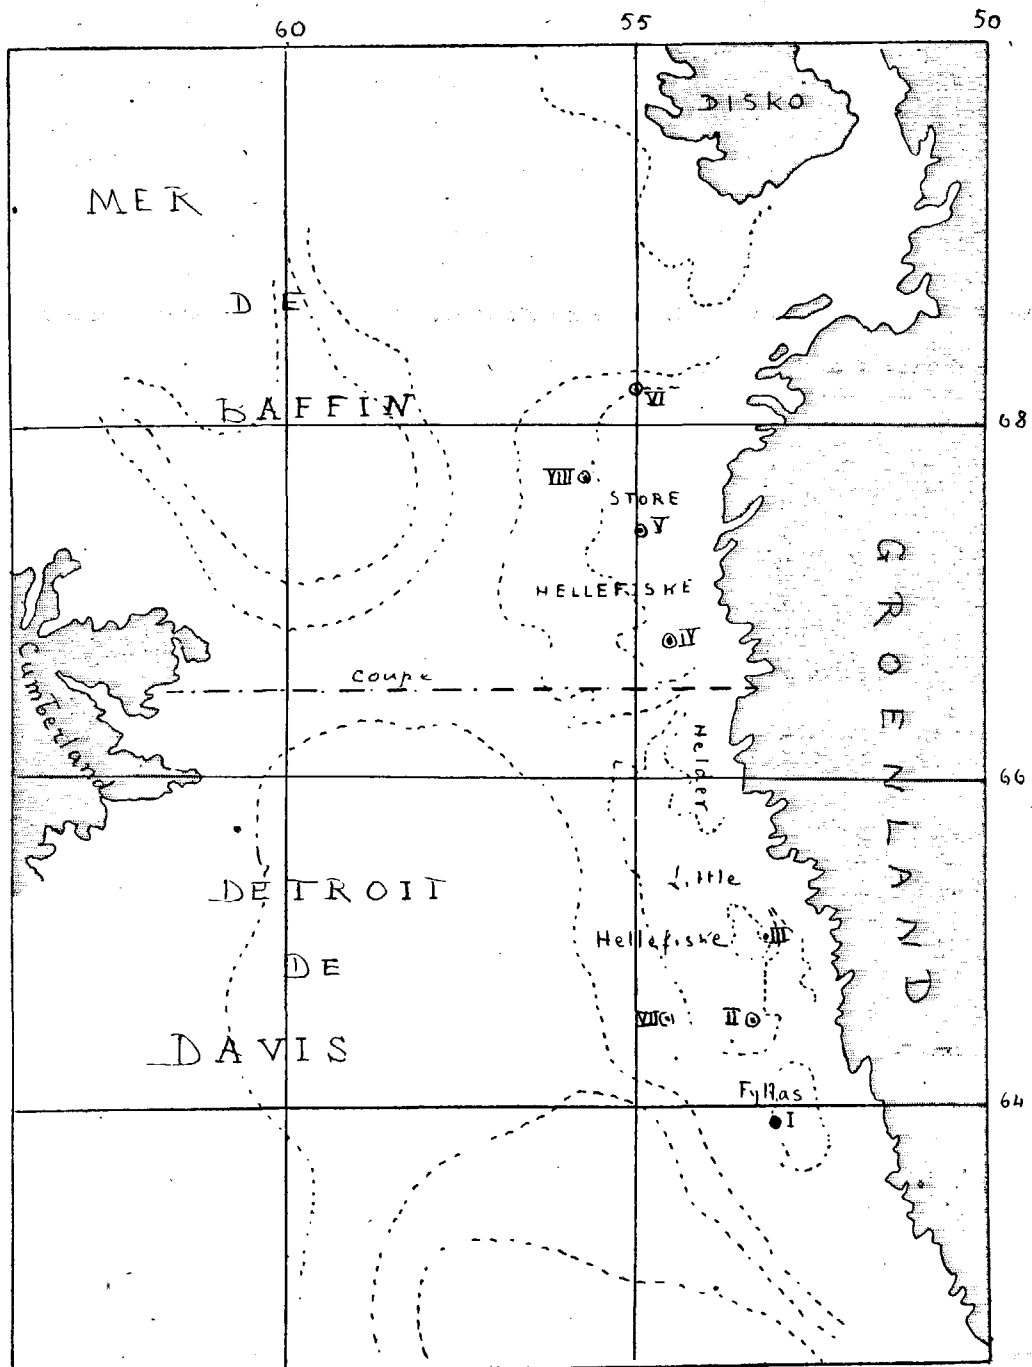 60 55 50
DISKO
MER
DE
BAFFIN
VI
68
VIII
STORE
V
HELLEFISKE
IV
GROENLAND
Cumberland
coupe
Helder
66
Little
DETROIT
Hellefiske
III
DE
VII
II
DAVIS
Fyllas
64
I